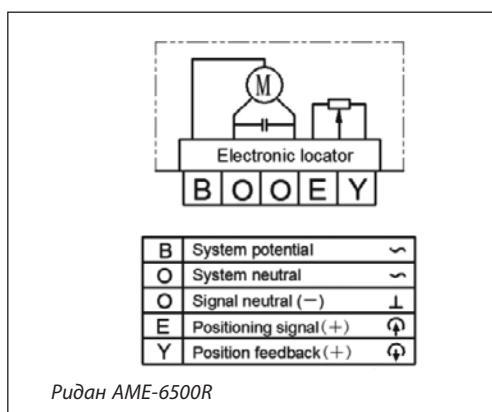 M
Electronic locator
B O O E Y
B System potential ∽
O System neutral ∽
O Signal neutral (−) ⊥
E Positioning signal (+)
Y Position feedback (+)
Ридан AME-6500R